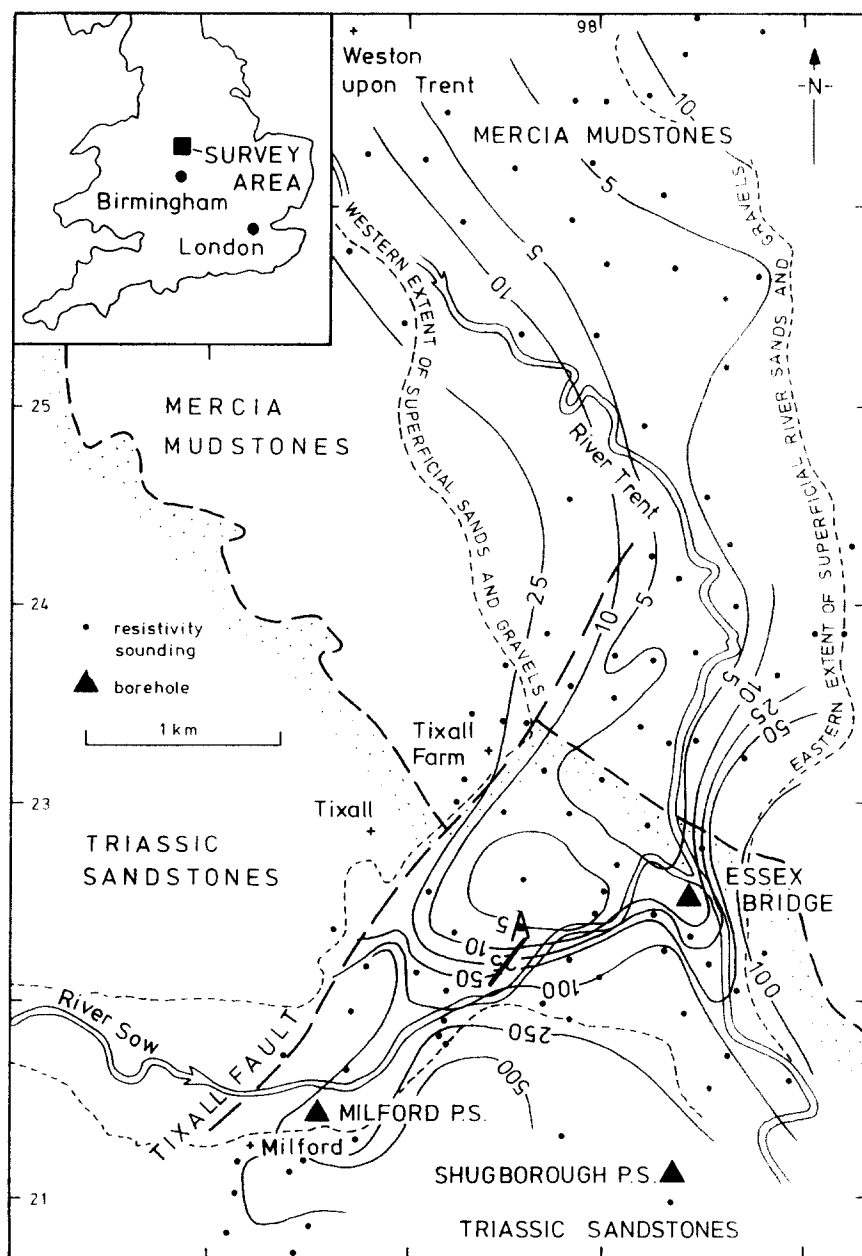 98
-N-
Weston
upon Trent
SURVEY
AREA
Birmingham
London
MERCIA MUDSTONES
10
5
WESTERN EXTENT OF SUPERFICIAL SANDS AND GRAVELS
5
10
EASTERN EXTENT OF SUPERFICIAL RIVER SANDS AND GRAVELS
25
MERCIA
MUDSTONES
River Trent
24
25
10
5
resistivity
sounding
borehole
1 km
5
10
25
50
Tixall
Farm
23
Tixall
TRIASSIC
SANDSTONES
ESSEX
BRIDGE
5
A
10
25
50
100
100
River Sow
250
500
TIXALL FAULT
MILFORD P.S.
Milford
SHUGBOROUGH P.S.
21
TRIASSIC SANDSTONES